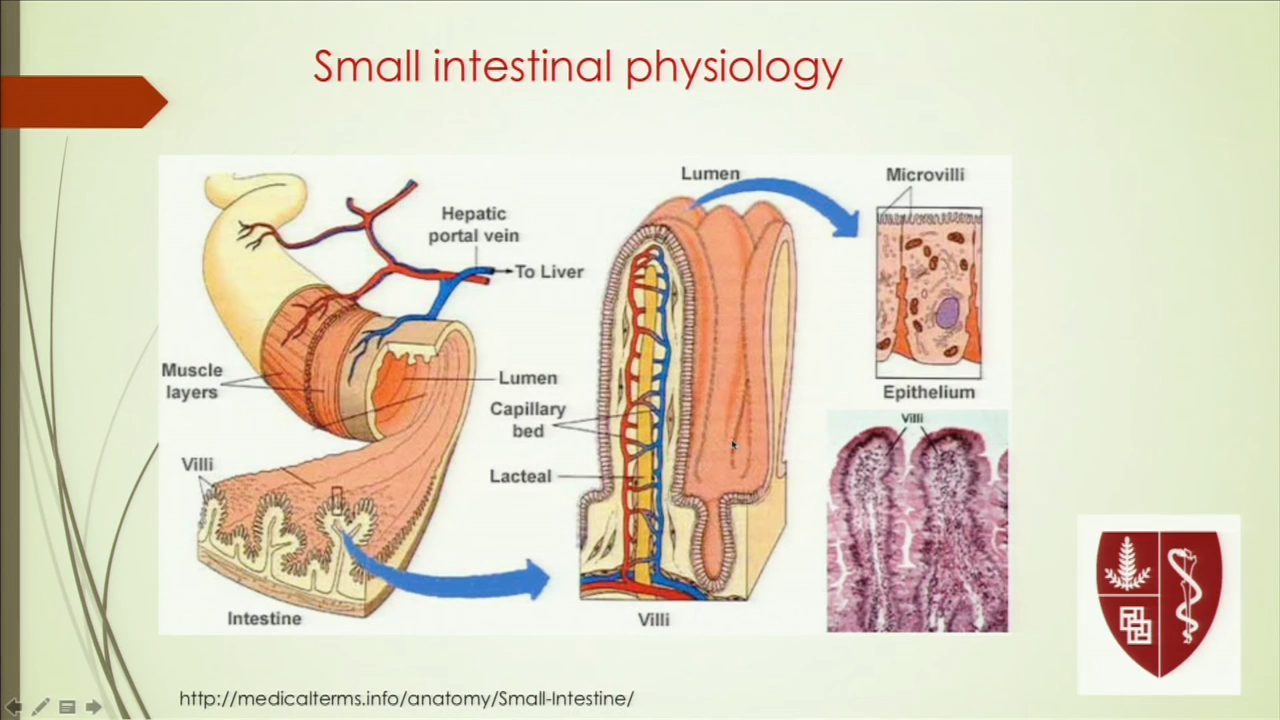 Small intestinal physiology
Hepatic
portal vein
To Liver
Muscle
layers
Lumen
Capillary
bed
Lacteal
Villi
Intestine
Lumen
Villi
Microvilli
Epithelium
Villi
http://medicalterms.info/anatomy/Small-Intestine/